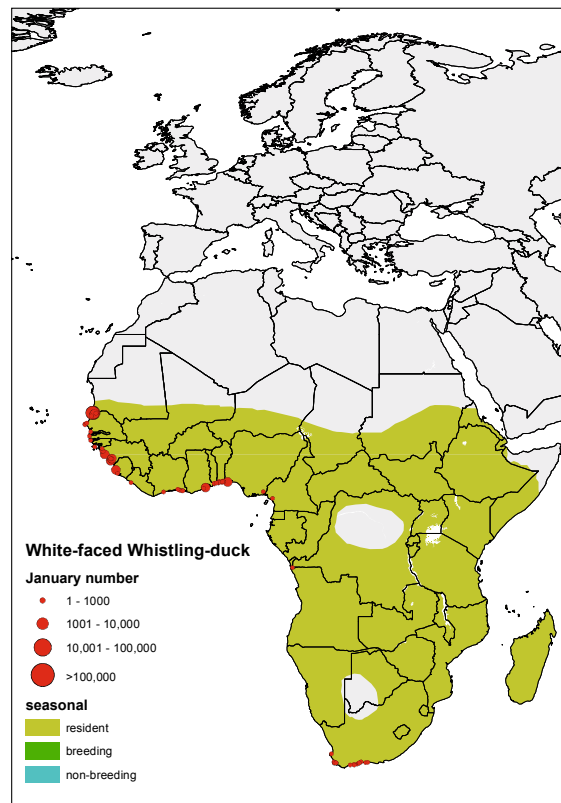 White-faced Whistling-duck
January number
1 - 1000
1001 - 10,000
10,001 - 100,000
>100,000
seasonal
resident
breeding
non-breeding